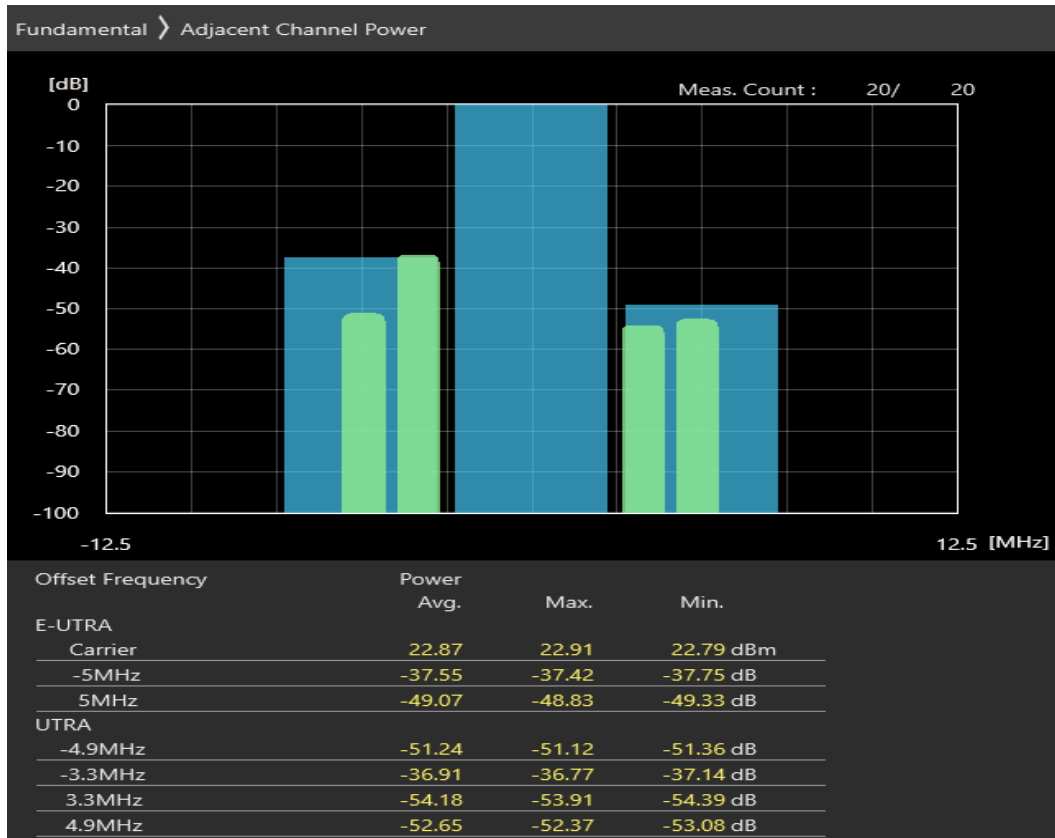 Fundamental 〉 Adjacent Channel Power
[dB]
Meas. Count : 20/ 20
0
-10
-20
-30
-40
-50
-60
-70
-80
-90
-100
-12.5 12.5 [MHz]
Offset Frequency Power
Avg. Max. Min.
E-UTRA
Carrier 22.87 22.91 22.79 dBm
-5MHz -37.55 -37.42 -37.75 dB
5MHz -49.07 -48.83 -49.33 dB
UTRA
-4.9MHz -51.24 -51.12 -51.36 dB
-3.3MHz -36.91 -36.77 -37.14 dB
3.3MHz -54.18 -53.91 -54.39 dB
4.9MHz -52.65 -52.37 -53.08 dB